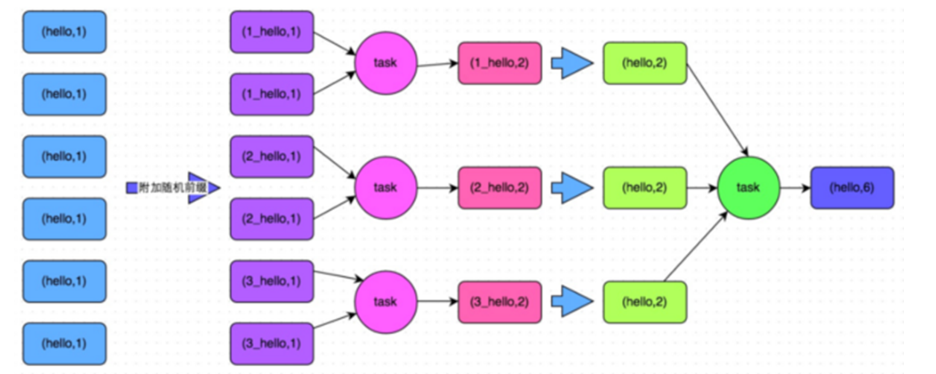 (hello,1)
(hello,1)
(hello,1)
(hello,1)
(hello,1)
(hello,1)
附加随机前缀
(1_hello,1)
(1_hello,1)
(2_hello,1)
(2_hello,1)
(3_hello,1)
(3_hello,1)
task
task
task
(1_hello,2)
(2_hello,2)
(3_hello,2)
(hello,2)
(hello,2)
(hello,2)
task
(hello,6)